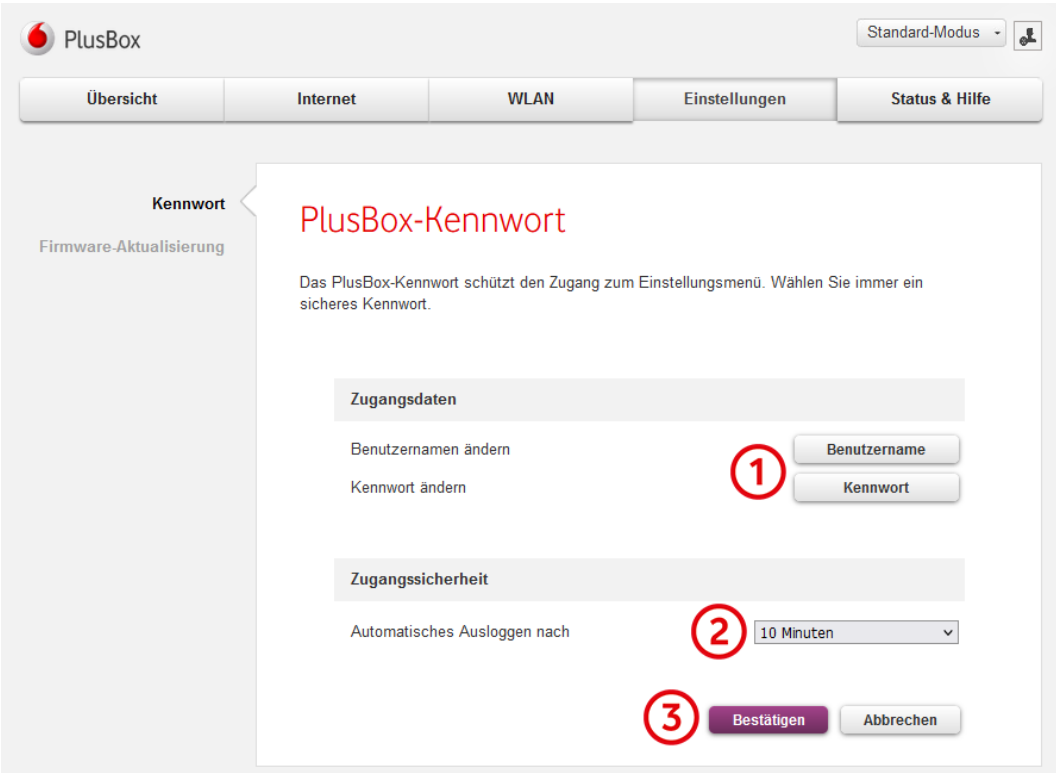 PlusBox
Standard-Modus
Übersicht
Internet
WLAN
Einstellungen
Status & Hilfe
Kennwort
Firmware-Aktualisierung
PlusBox-Kennwort
Das PlusBox-Kennwort schützt den Zugang zum Einstellungsmenü. Wählen Sie immer ein
sicheres Kennwort.
Zugangsdaten
Benutzernamen ändern
1
Benutzername
Kennwort ändern
Kennwort
Zugangssicherheit
Automatisches Ausloggen nach
2
10 Minuten
3
Bestätigen
Abbrechen